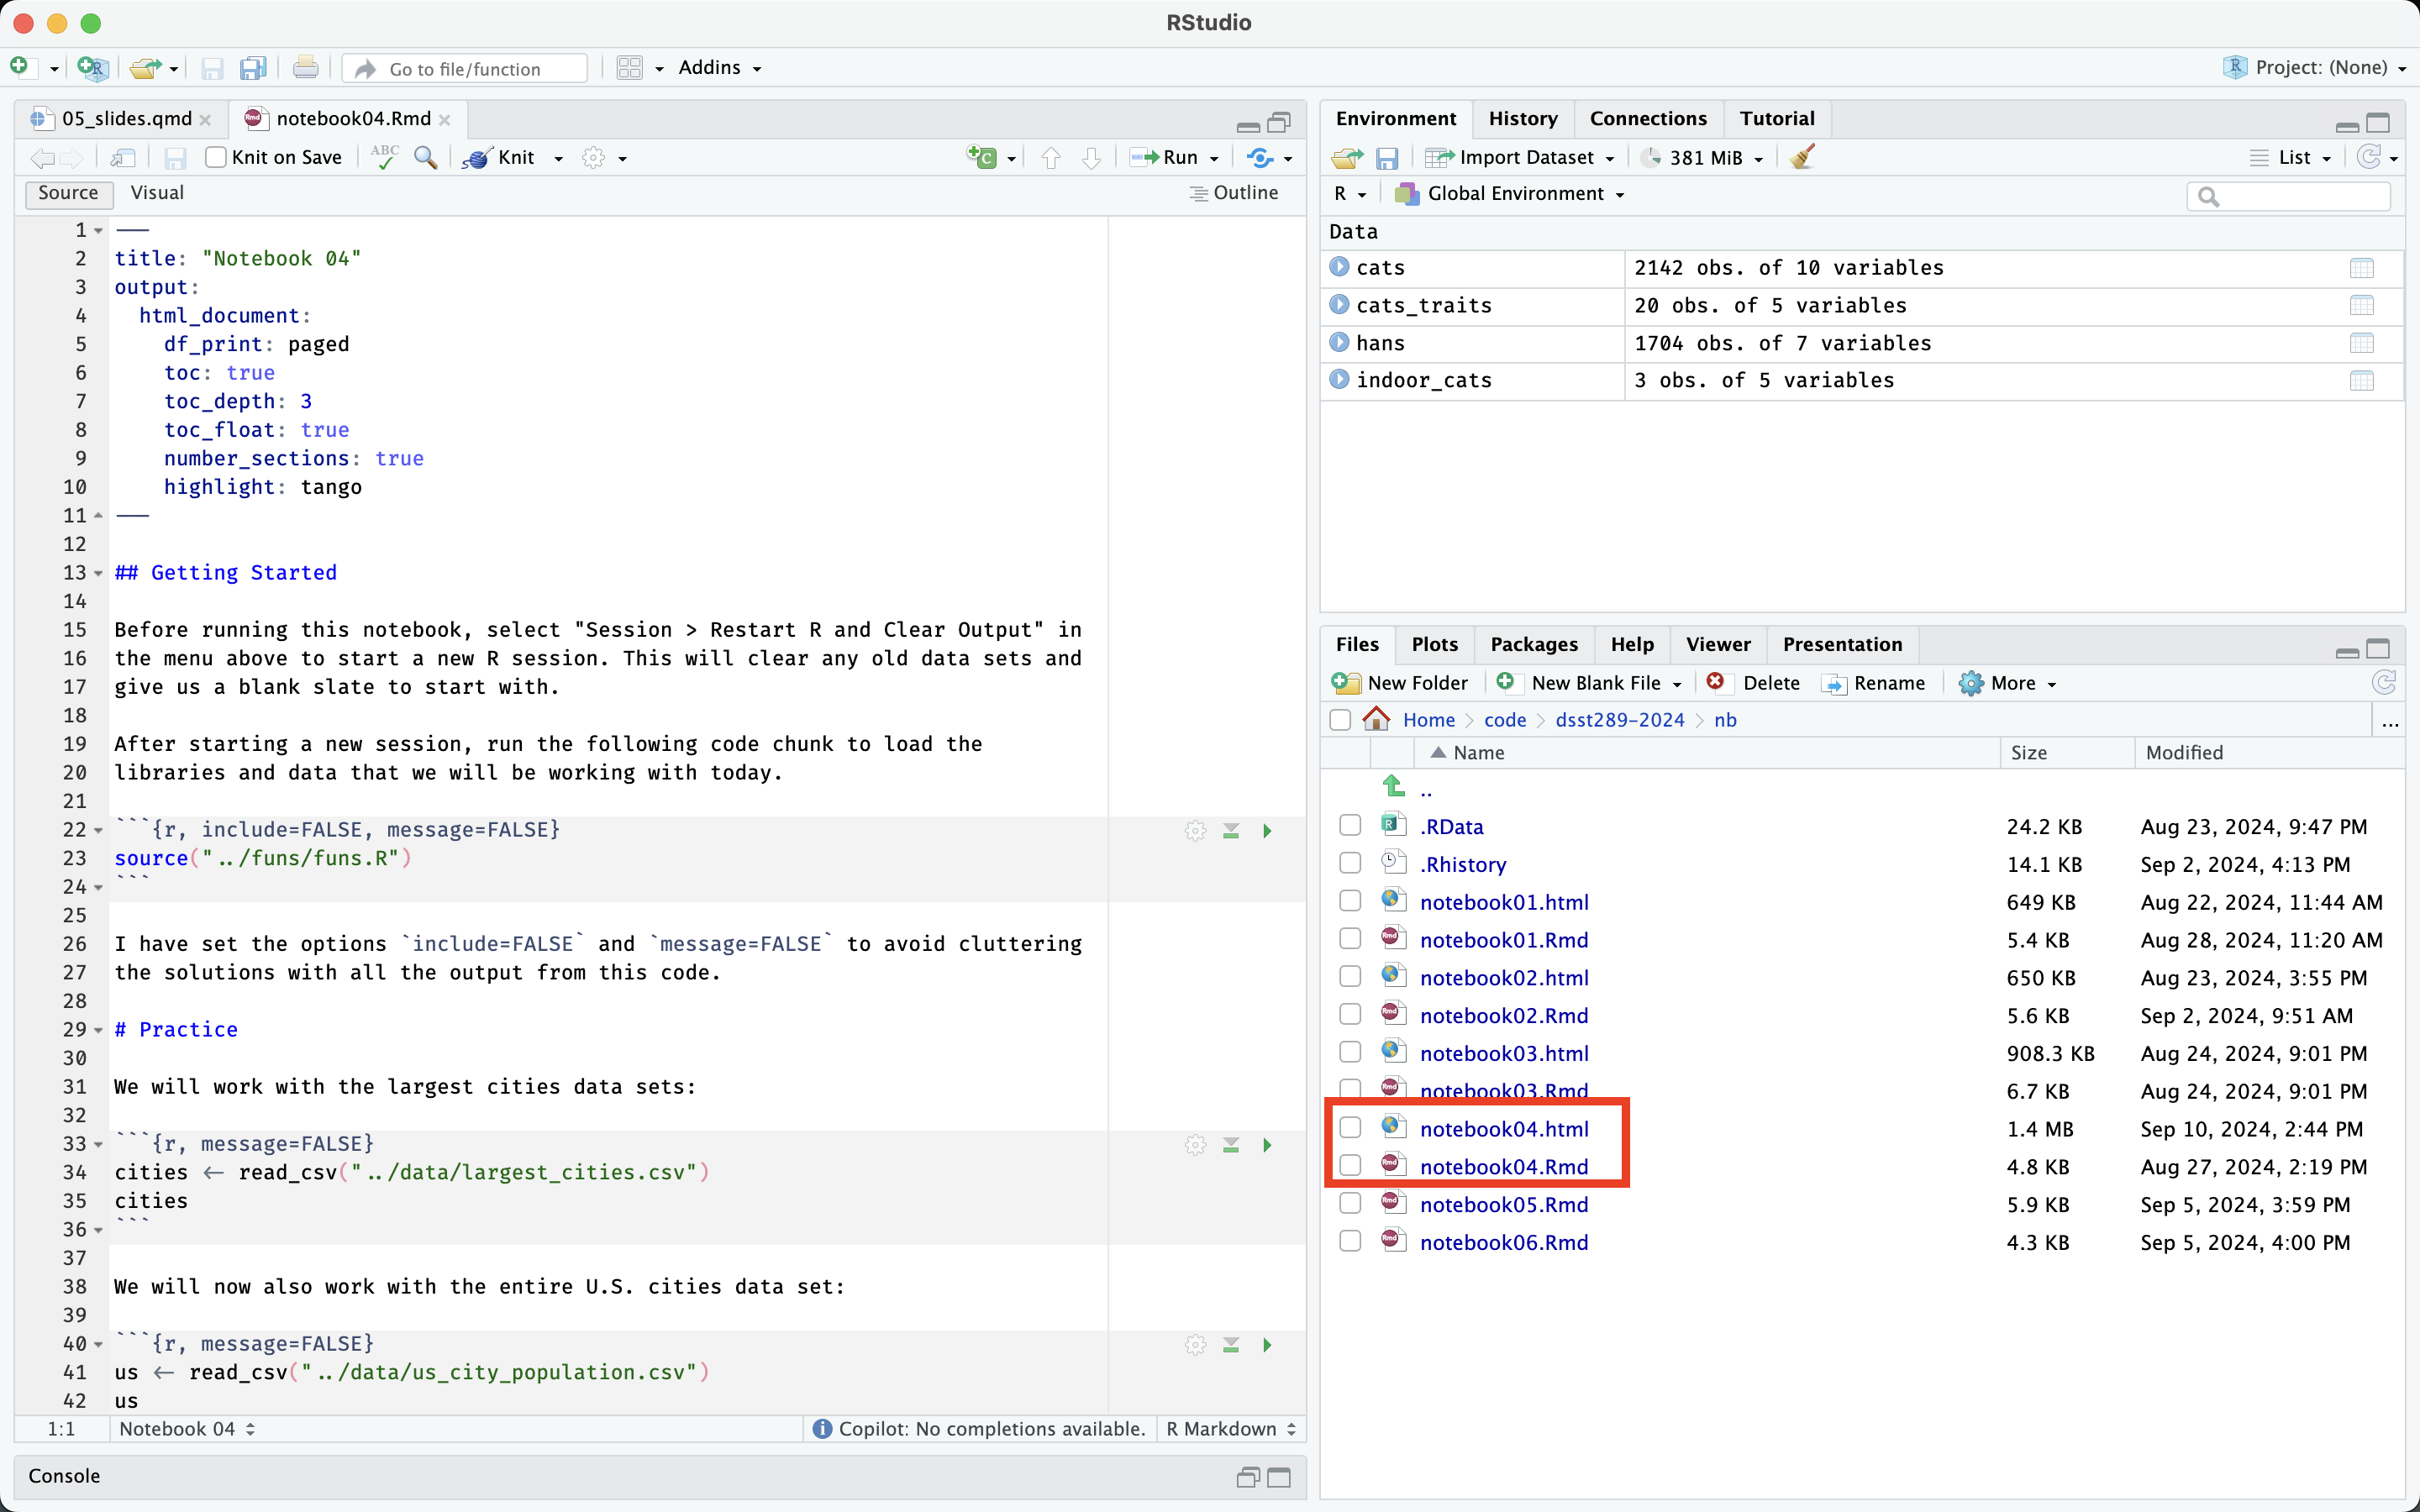 RStudio
Go to file/function
Addins
Project: (None)
05_slides.qmd
notebook04.Rmd
Knit on Save
ABC
Knit
Run
Source
Visual
Outline
1 ---
2 title: "Notebook 04"
3 output:
4 html_document:
5 df_print: paged
6 toc: true
7 toc_depth: 3
8 toc_float: true
9 number_sections: true
10 highlight: tango
11 ---
12
13 ## Getting Started
14
15 Before running this notebook, select "Session > Restart R and Clear Output" in
16 the menu above to start a new R session. This will clear any old data sets and
17 give us a blank slate to start with.
18
19 After starting a new session, run the following code chunk to load the
20 libraries and data that we will be working with today.
21
22 ```{r, include=FALSE, message=FALSE}
23 source("../funs/funs.R")
24 ```
25
26 I have set the options `include=FALSE` and `message=FALSE` to avoid cluttering
27 the solutions with all the output from this code.
28
29 # Practice
30
31 We will work with the largest cities data sets:
32
33 ```{r, message=FALSE}
34 cities <- read_csv("../data/largest_cities.csv")
35 cities
36 ```
37
38 We will now also work with the entire U.S. cities data set:
39
40 ```{r, message=FALSE}
41 us <- read_csv("../data/us_city_population.csv")
42 us
1:1 Notebook 04
Copilot: No completions available.
R Markdown
Console
Environment History Connections Tutorial
Import Dataset 381 MiB List
R Global Environment
Data
cats 2142 obs. of 10 variables
cats_traits 20 obs. of 5 variables
hans 1704 obs. of 7 variables
indoor_cats 3 obs. of 5 variables
Files Plots Packages Help Viewer Presentation
New Folder New Blank File Delete Rename More
Home code dsst289-2024 nb ...
Name Size Modified
..
.RData 24.2 KB Aug 23, 2024, 9:47 PM
.Rhistory 14.1 KB Sep 2, 2024, 4:13 PM
notebook01.html 649 KB Aug 22, 2024, 11:44 AM
notebook01.Rmd 5.4 KB Aug 28, 2024, 11:20 AM
notebook02.html 650 KB Aug 23, 2024, 3:55 PM
notebook02.Rmd 5.6 KB Sep 2, 2024, 9:51 AM
notebook03.html 908.3 KB Aug 24, 2024, 9:01 PM
notebook03.Rmd 6.7 KB Aug 24, 2024, 9:01 PM
notebook04.html 1.4 MB Sep 10, 2024, 2:44 PM
notebook04.Rmd 4.8 KB Aug 27, 2024, 2:19 PM
notebook05.Rmd 5.9 KB Sep 5, 2024, 3:59 PM
notebook06.Rmd 4.3 KB Sep 5, 2024, 4:00 PM